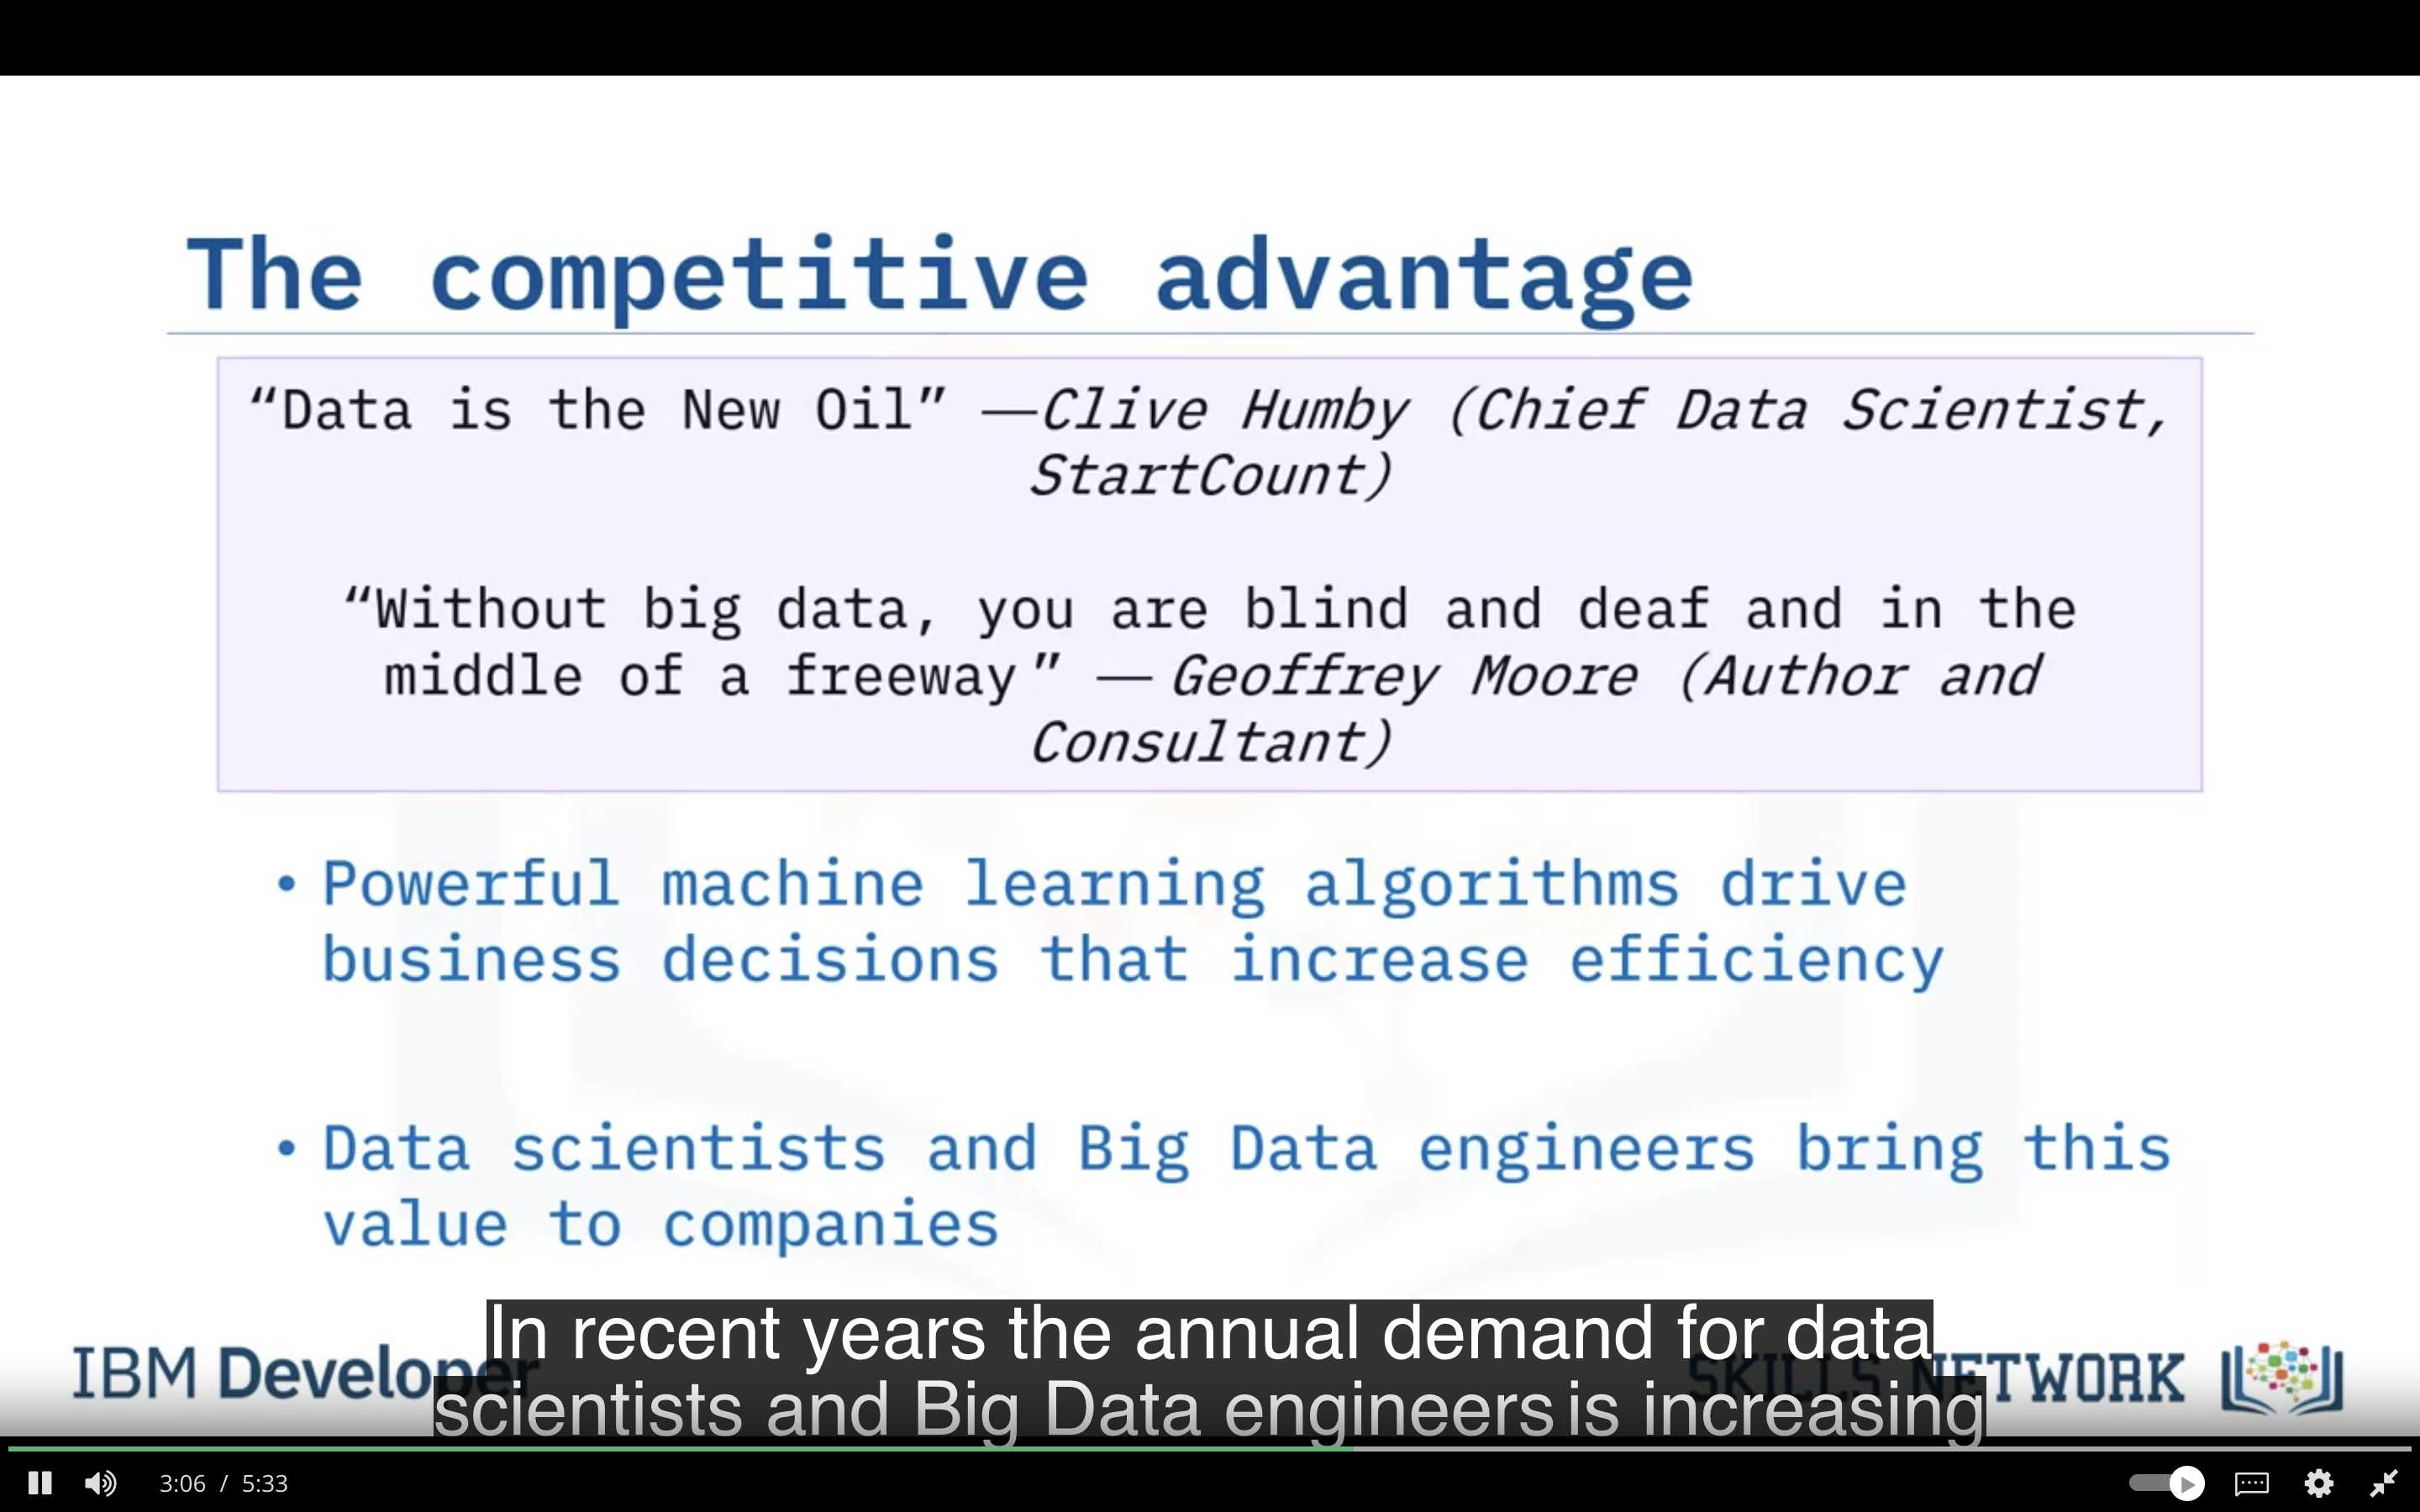 The competitive advantage
“Data is the New Oil” —Clive Humby (Chief Data Scientist,
StartCount)
“Without big data, you are blind and deaf and in the
middle of a freeway” — Geoffrey Moore (Author and
Consultant)
• Powerful machine learning algorithms drive
business decisions that increase efficiency
• Data scientists and Big Data engineers bring this
value to companies
In recent years the annual demand for data
scientists and Big Data engineers is increasing
IBM Developer
SKILLS NETWORK
3:06 / 5:33